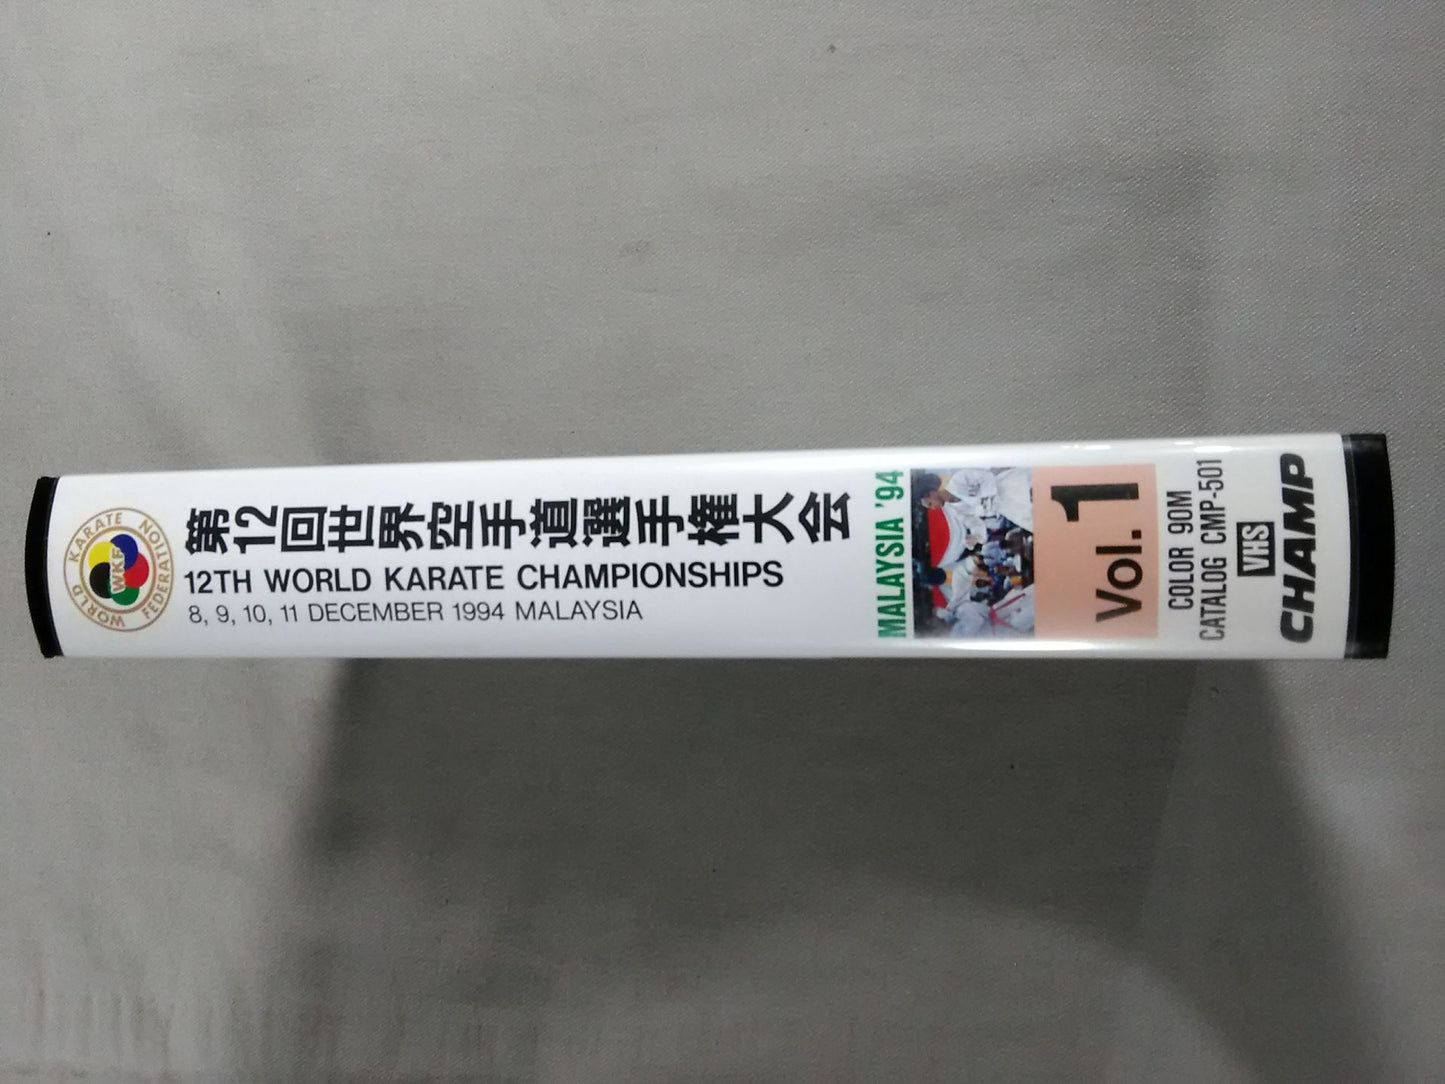 WORLD KARATE FEDERATION
WKF
第12回世界空手道選手権大会
12TH WORLD KARATE CHAMPIONSHIPS
8, 9, 10, 11 DECEMBER 1994 MALAYSIA
MALAYSIA '94
Vol. 1
COLOR 90M
CATALOG CMP-501
VHS
CHAMP